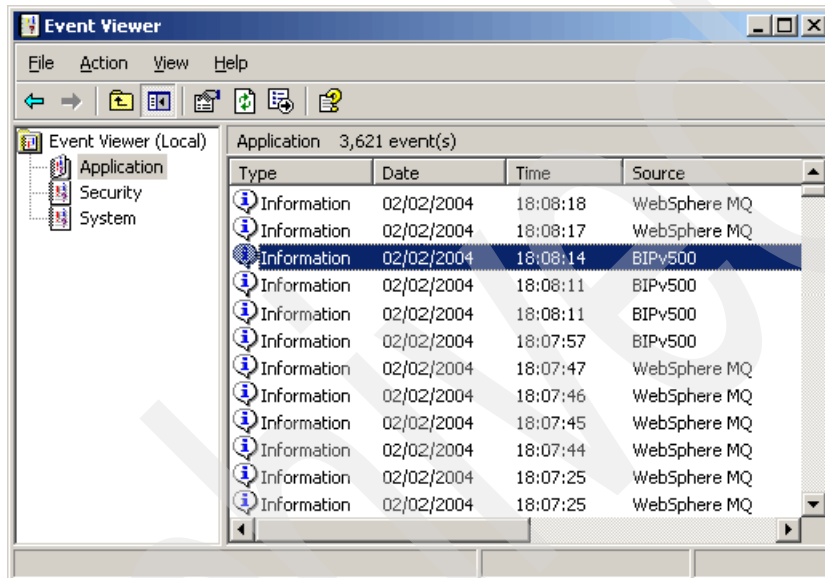 Event Viewer
File Action View Help
Event Viewer (Local)
Application
Security
System
Application 3,621 event(s)
Type Date Time Source
Information 02/02/2004 18:08:18 WebSphere MQ
Information 02/02/2004 18:08:17 WebSphere MQ
Information 02/02/2004 18:08:14 BIPv500
Information 02/02/2004 18:08:11 BIPv500
Information 02/02/2004 18:08:11 BIPv500
Information 02/02/2004 18:07:57 BIPv500
Information 02/02/2004 18:07:47 WebSphere MQ
Information 02/02/2004 18:07:46 WebSphere MQ
Information 02/02/2004 18:07:45 WebSphere MQ
Information 02/02/2004 18:07:44 WebSphere MQ
Information 02/02/2004 18:07:25 WebSphere MQ
Information 02/02/2004 18:07:25 WebSphere MQ